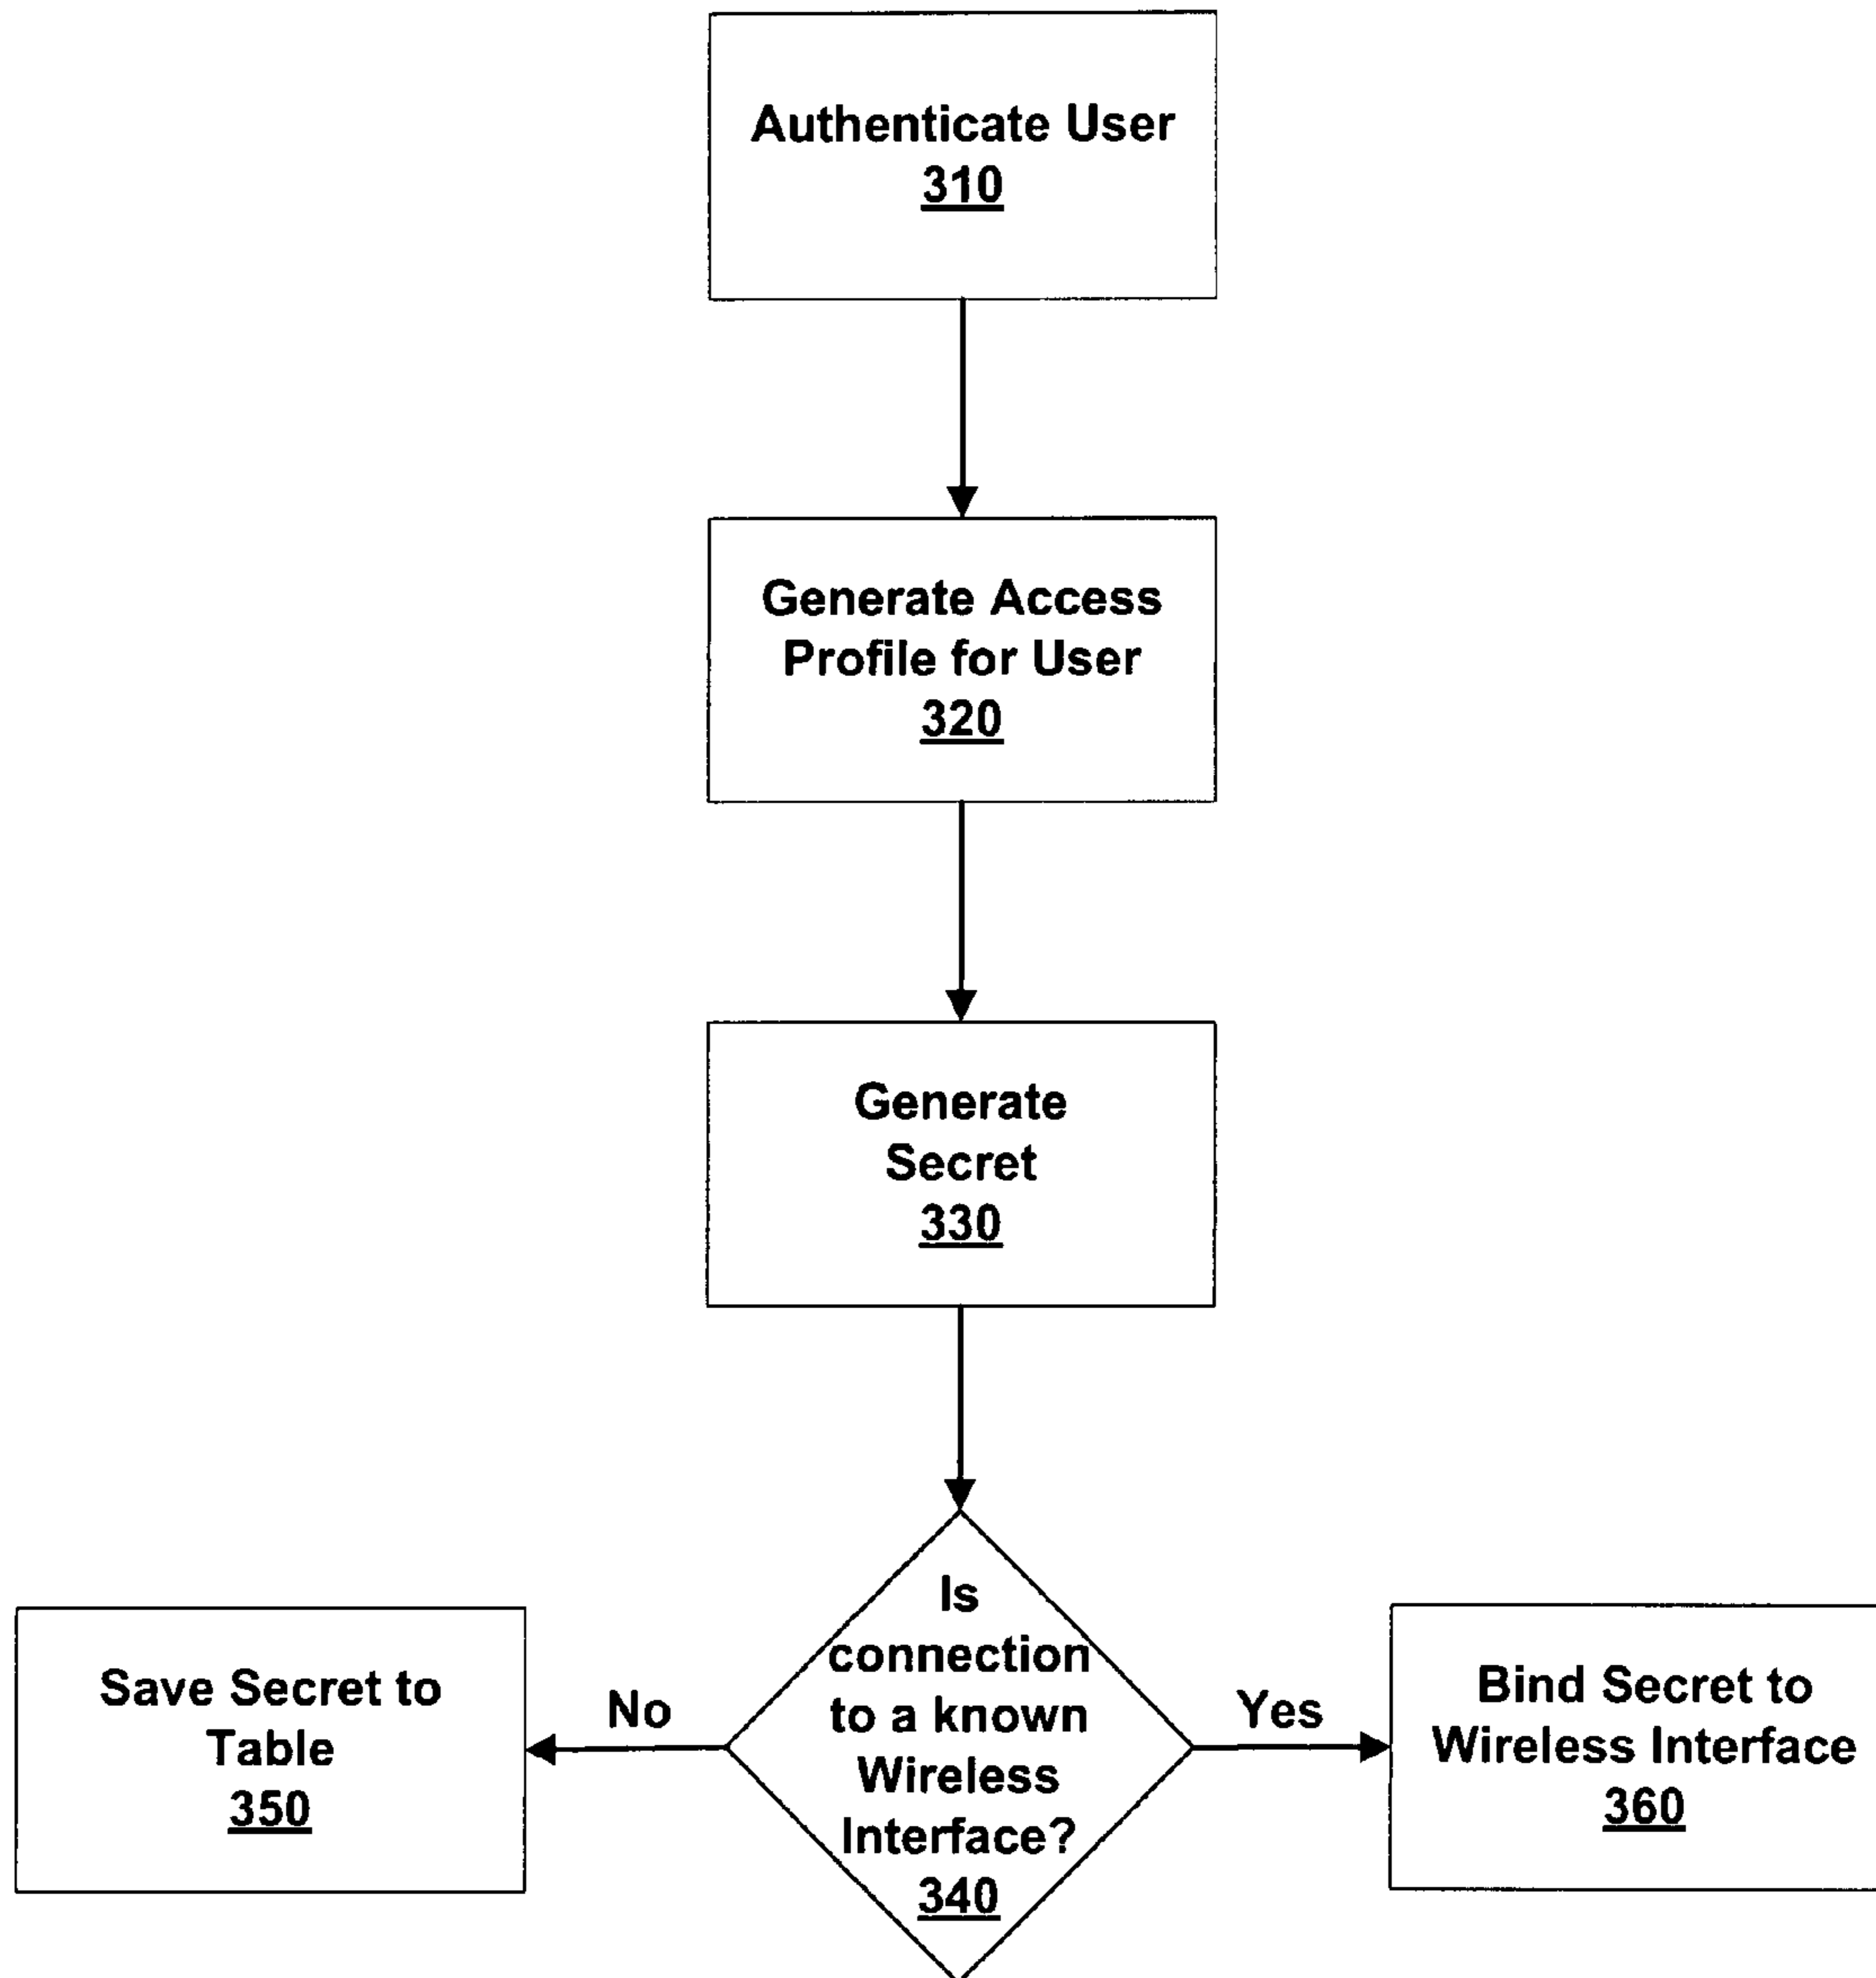 Authenticate User
310
Generate Access
Profile for User
320
Generate
Secret
330
Is
connection
to a known
Wireless
Interface?
340
No
Yes
Save Secret to
Table
350
Bind Secret to
Wireless Interface
360